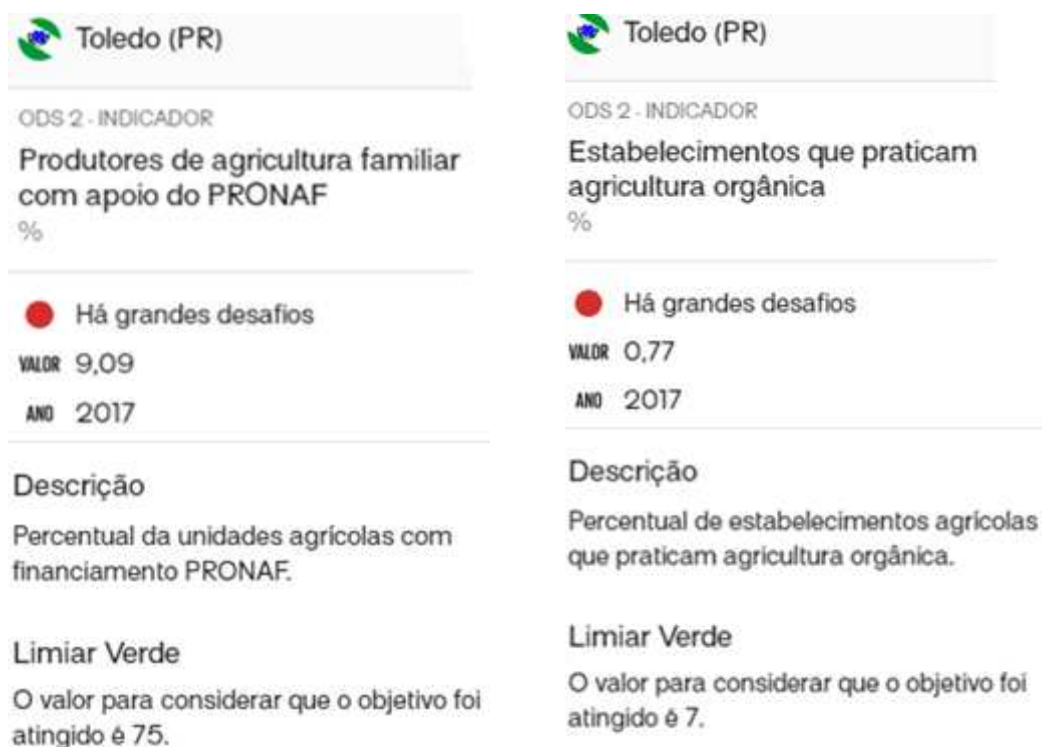 Toledo (PR)
ODS 2 - INDICADOR
Produtores de agricultura familiar
com apoio do PRONAF
%
Há grandes desafios
VALOR 9,09
ANO 2017
Descrição
Percentual da unidades agrícolas com
financiamento PRONAF.
Limiar Verde
O valor para considerar que o objetivo foi
atingido é 75.
Toledo (PR)
ODS 2 - INDICADOR
Estabelecimentos que praticam
agricultura orgânica
%
Há grandes desafios
VALOR 0,77
ANO 2017
Descrição
Percentual de estabelecimentos agrícolas
que praticam agricultura orgânica.
Limiar Verde
O valor para considerar que o objetivo foi
atingido é 7.